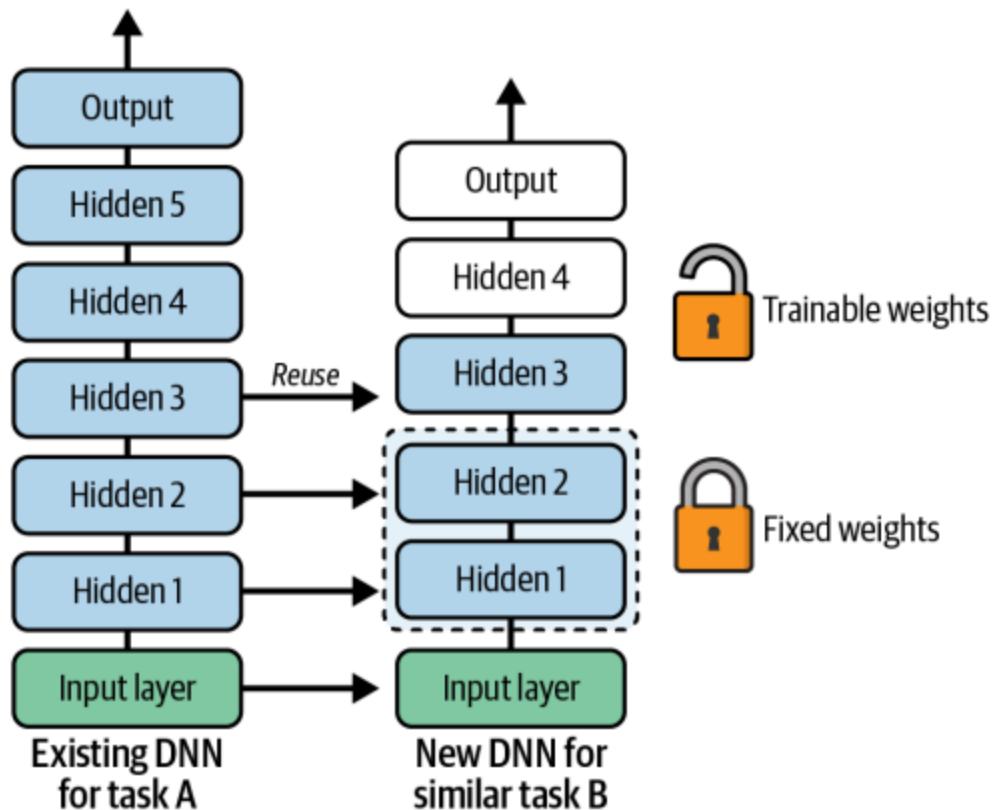 Output
Hidden 5
Hidden 4
Hidden 3
Hidden 2
Hidden 1
Input layer
Existing DNN
for task A
Reuse
Output
Hidden 4
Hidden 3
Hidden 2
Hidden 1
Input layer
New DNN for
similar task B
Trainable weights
Fixed weights